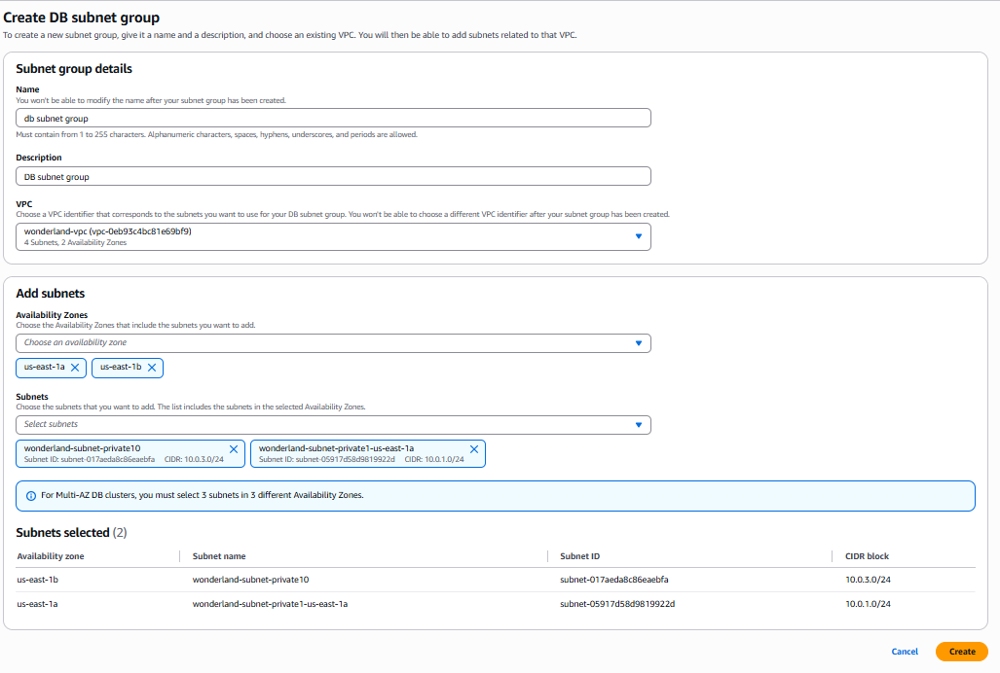 Create DB subnet group
To create a new subnet group, give it a name and a description, and choose an existing VPC. You will then be able to add subnets related to that VPC.
Subnet group details
Name
You won't be able to modify the name after your subnet group has been created.
db subnet group
Must contain from 1 to 255 characters. Alphanumeric characters, spaces, hyphens, underscores, and periods are allowed.
Description
DB subnet group
VPC
Choose a VPC identifier that corresponds to the subnets you want to use for your DB subnet group. You won't be able to choose a different VPC identifier after your subnet group has been created.
wonderland-vpc (vpc-0eb93c4bc81e69bf9)
4 Subnets, 2 Availability Zones
Add subnets
Availability Zones
Choose the Availability Zones that include the subnets you want to add.
Choose an availability zone
us-east-1a us-east-1b
Subnets
Choose the subnets that you want to add. The list includes the subnets in the selected Availability Zones.
Select subnets
wonderland-subnet-private10 wonderland-subnet-private1-us-east-1a
Subnet ID: subnet-017aeda8c86eaebfa CIDR: 10.0.3.0/24 Subnet ID: subnet-05917d58d9819922d CIDR: 10.0.1.0/24
For Multi-AZ DB clusters, you must select 3 subnets in 3 different Availability Zones.
Subnets selected (2)
Availability zone Subnet name Subnet ID CIDR block
us-east-1b wonderland-subnet-private10 subnet-017aeda8c86eaebfa 10.0.3.0/24
us-east-1a wonderland-subnet-private1-us-east-1a subnet-05917d58d9819922d 10.0.1.0/24
Cancel Create